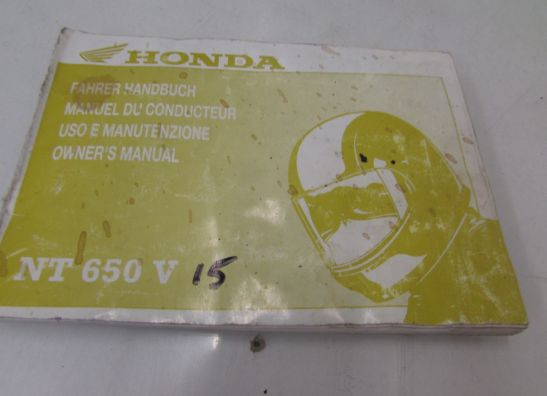 HONDA
FAHRER HANDBUCH
MANUEL DU CONDUCTEUR
USO E MANUTENZIONE
OWNER'S MANUAL
NT 650 V 15